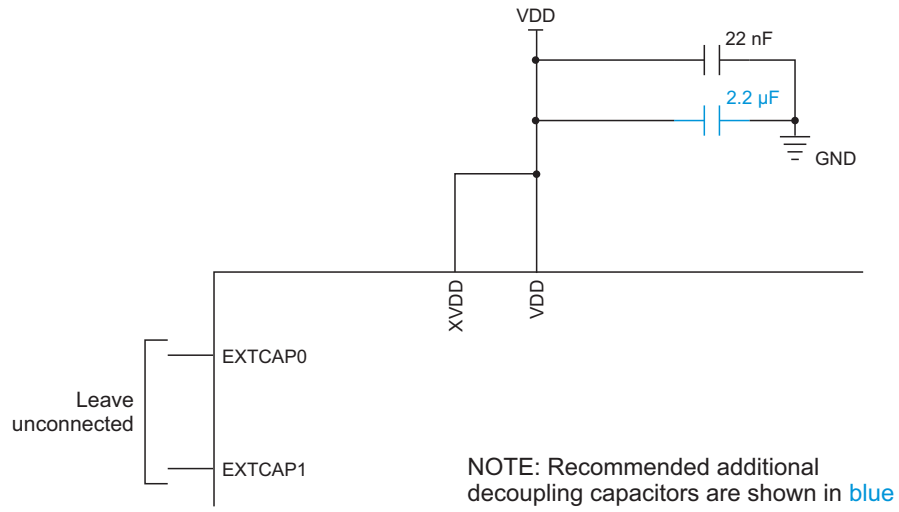 VDD
22 nF
2.2 µF
GND
XVDD
VDD
EXTCAP0
Leave
unconnected
EXTCAP1
NOTE: Recommended additional
decoupling capacitors are shown in blue